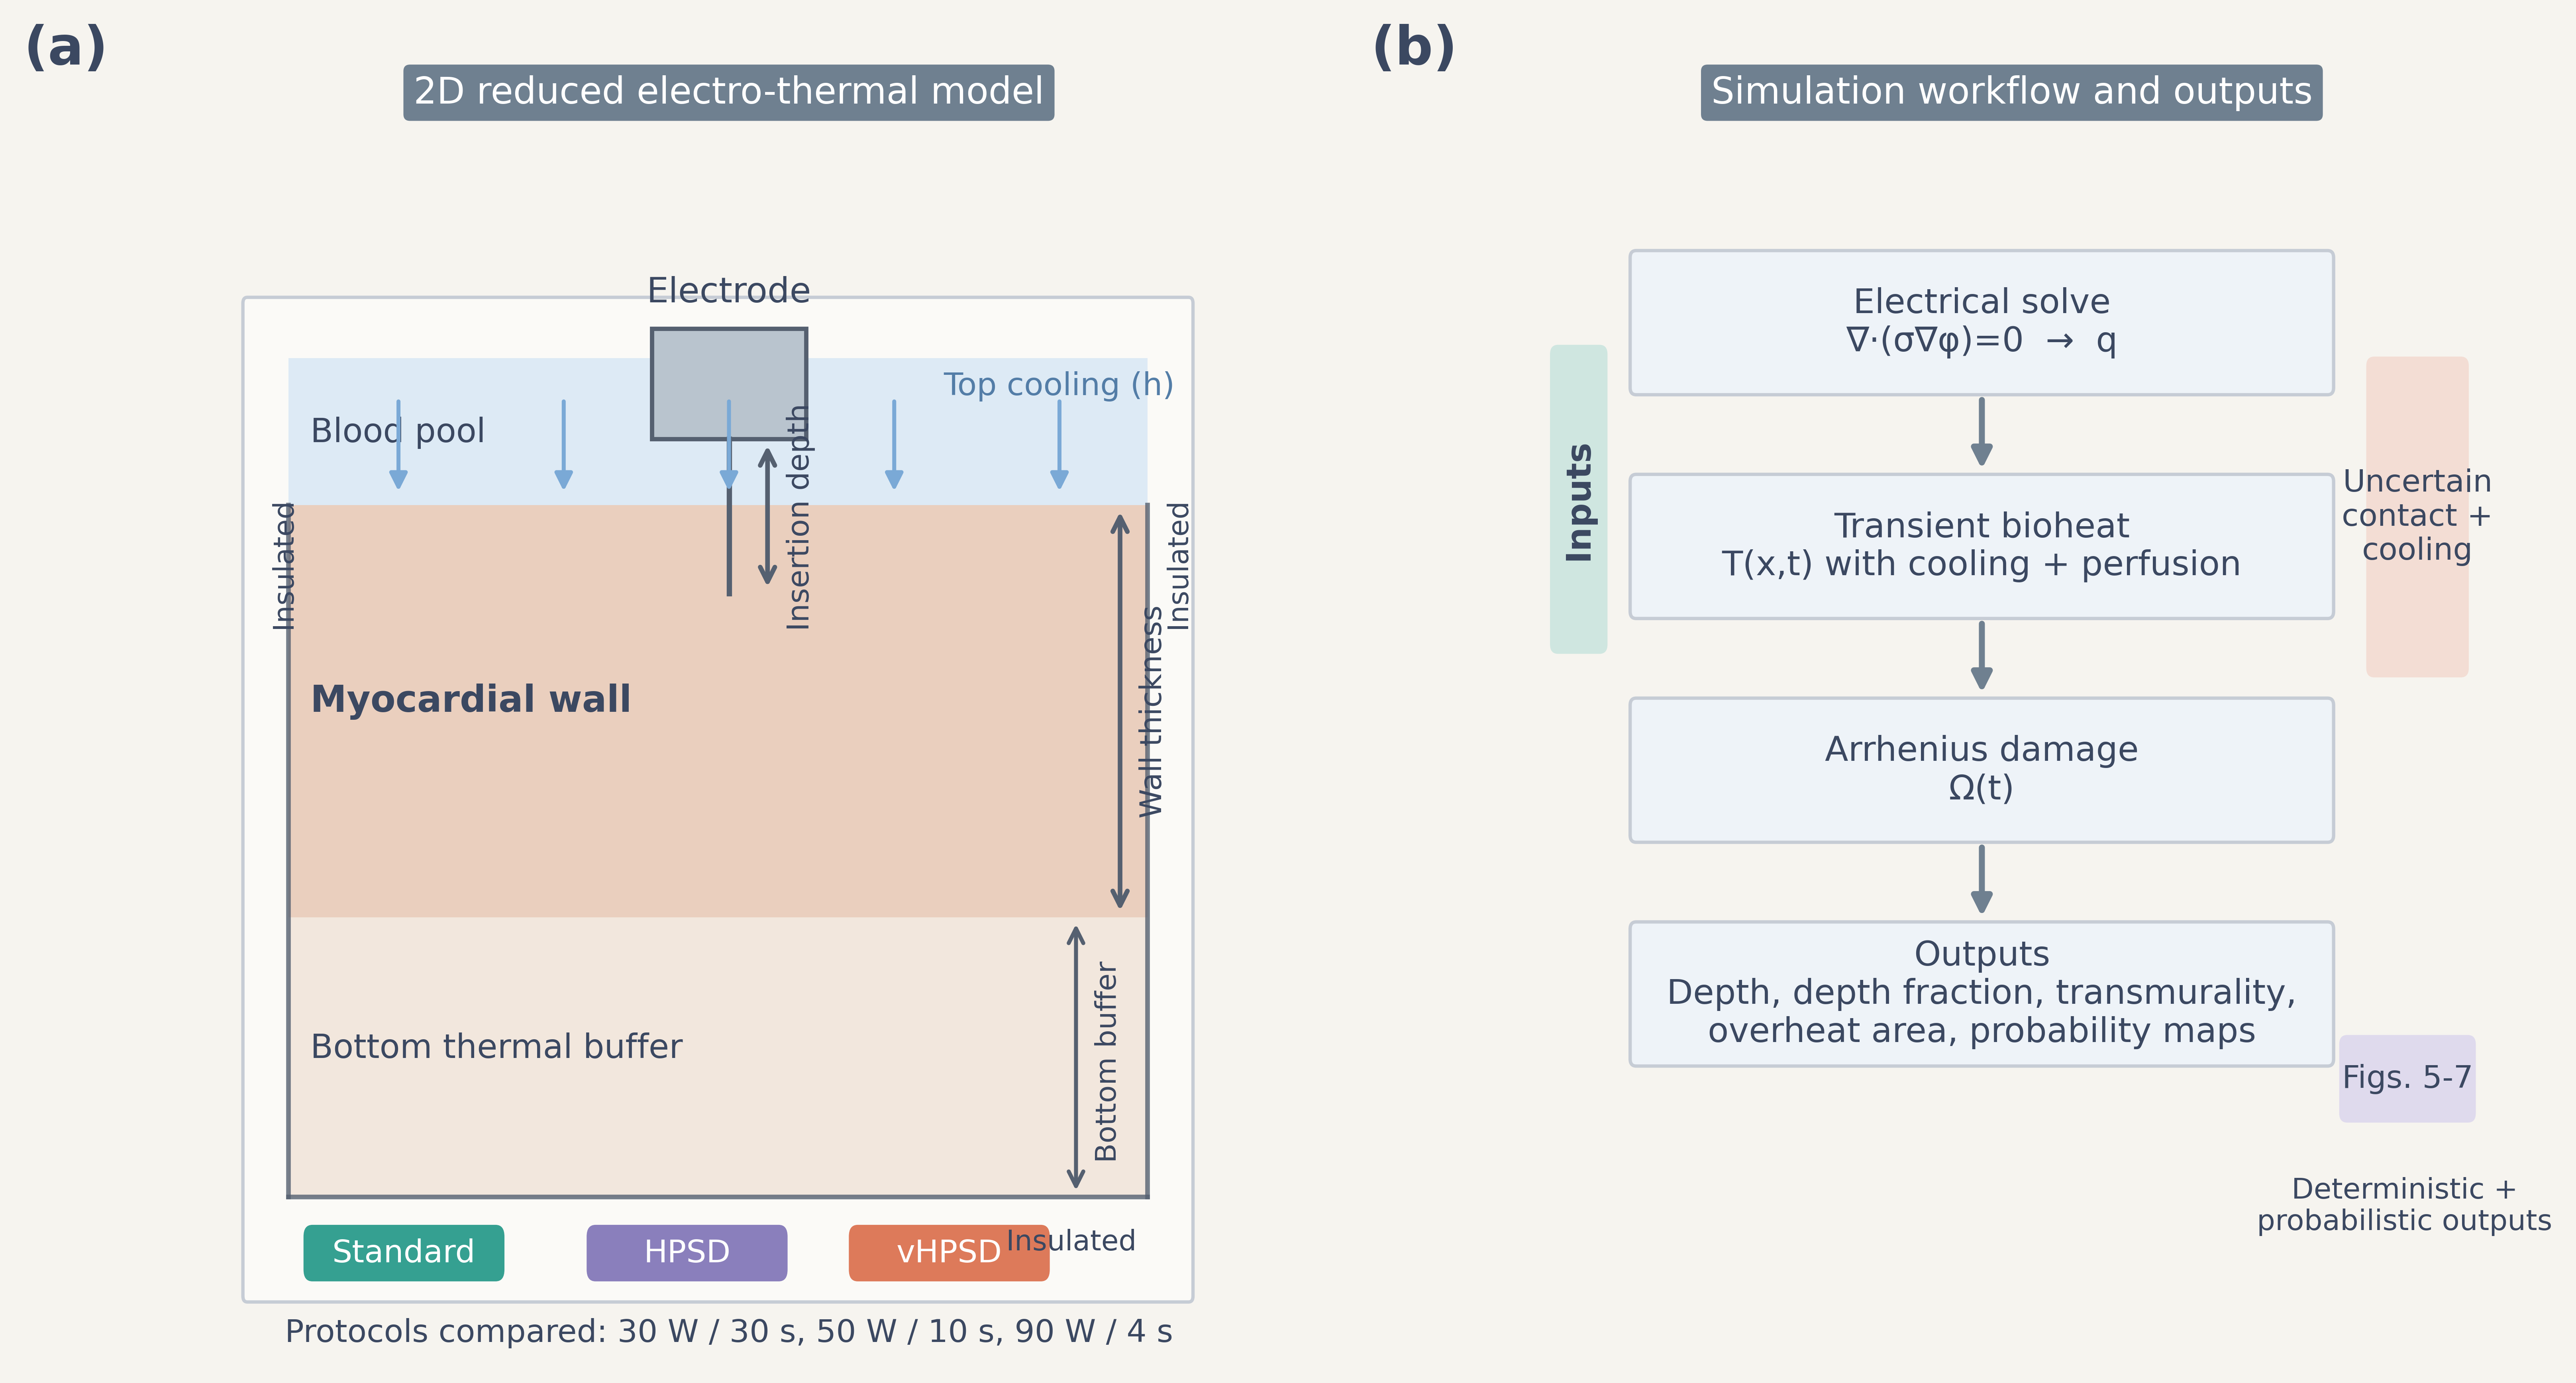 (a)
2D reduced electro-thermal model
Electrode
Top cooling (h)
Blood pool
Insertion depth
Insulated
Insulated
Myocardial wall
Wall thickness
Bottom thermal buffer
Bottom buffer
Standard
HPSD
vHPSD
Insulated
Protocols compared: 30 W / 30 s, 50 W / 10 s, 90 W / 4 s
(b)
Simulation workflow and outputs
Inputs
Electrical solve
∇·(σ∇φ)=0 → q
Transient bioheat
T(x,t) with cooling + perfusion
Uncertain
contact +
cooling
Arrhenius damage
Ω(t)
Outputs
Depth, depth fraction, transmurality,
overheat area, probability maps
Figs. 5-7
Deterministic +
probabilistic outputs